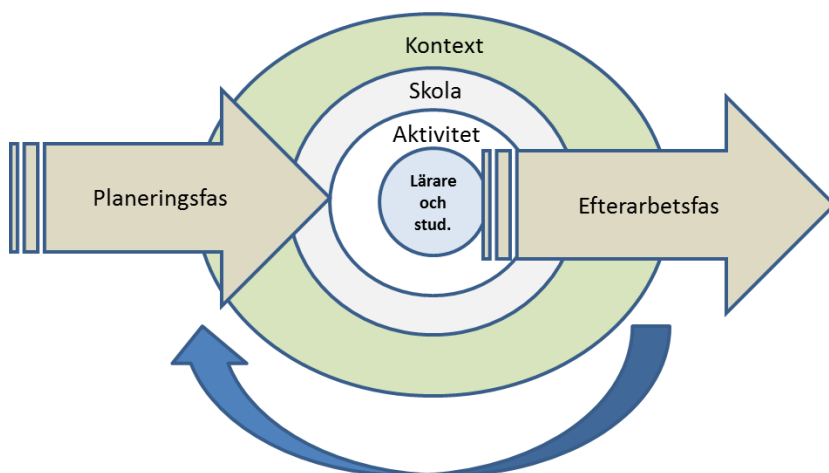 Kontext
Skola
Aktivitet
Planeringsfas
Lärare
och
stud.
Efterarbetsfas